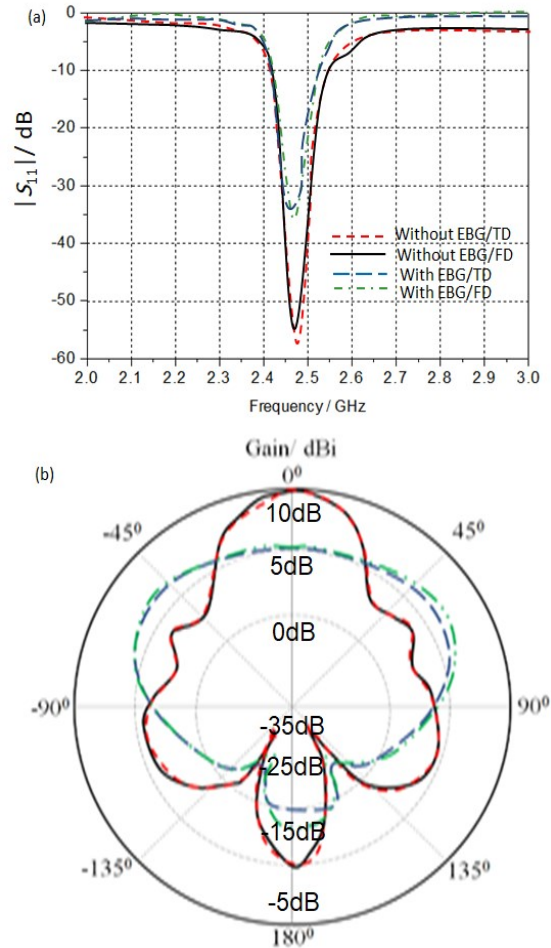 (a)
0
-10
-20
-30
-40
-50
-60
|S₁₁| / dB
Without EBG/TD
Without EBG/FD
With EBG/TD
With EBG/FD
2.0 2.1 2.2 2.3 2.4 2.5 2.6 2.7 2.8 2.9 3.0
Frequency / GHz
(b)
Gain/ dBi
0⁰
-45⁰ 45⁰
10dB
5dB
0dB
-90⁰ 90⁰
-35dB
-25dB
-15dB
-135⁰ 135⁰
-5dB
180⁰